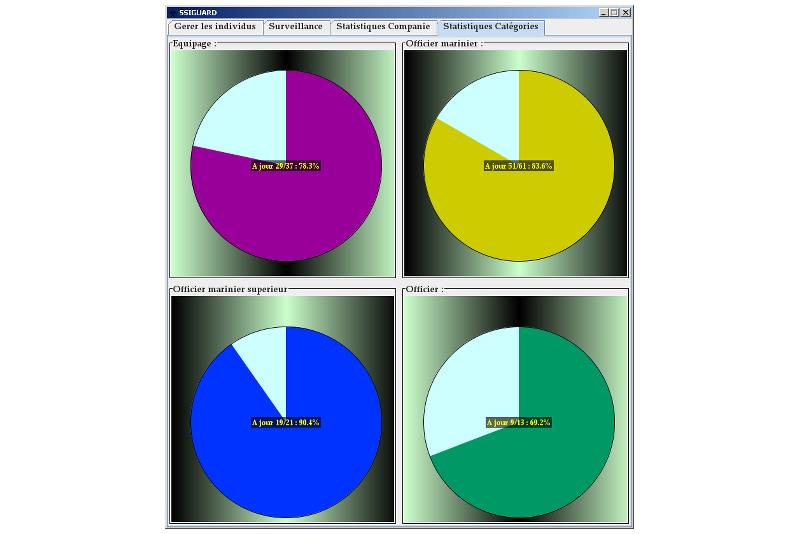 SSIGUARD
Gerer les individus Surveillance Statistiques Companie Statistiques Catégories
Equipage : Officier marinier :
A jour 29/37 : 78.3% A jour 51/61 : 83.6%
Officier marinier superieur Officier :
A jour 19/21 : 90.4% A jour 9/13 : 69.2%